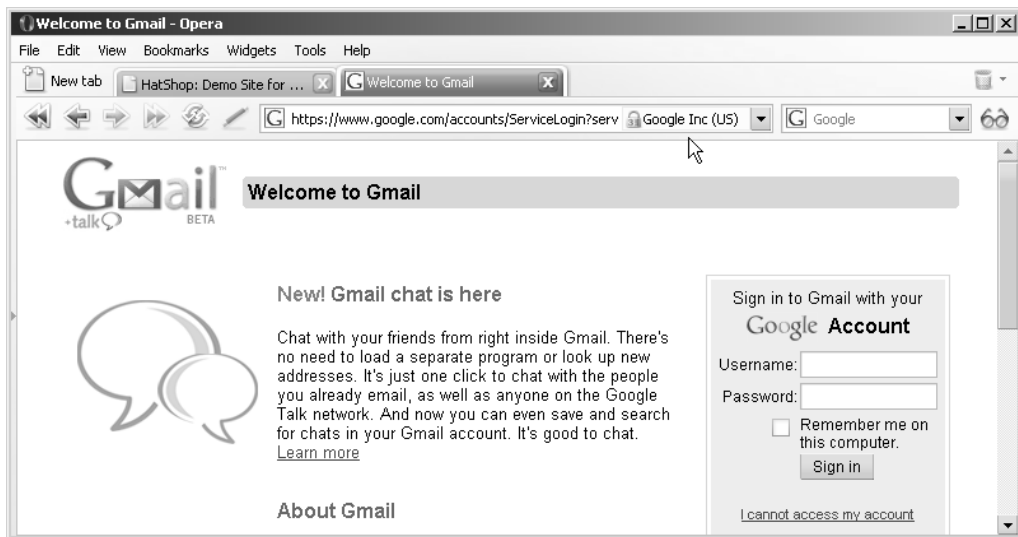 Welcome to Gmail - Opera
File Edit View Bookmarks Widgets Tools Help
New tab HatShop: Demo Site for ... Welcome to Gmail
https://www.google.com/accounts/ServiceLogin?serv Google Inc (US) Google
Gmail™
+talk BETA
Welcome to Gmail
New! Gmail chat is here
Chat with your friends from right inside Gmail. There's
no need to load a separate program or look up new
addresses. It's just one click to chat with the people
you already email, as well as anyone on the Google
Talk network. And now you can even save and search
for chats in your Gmail account. It's good to chat.
Learn more
About Gmail
Sign in to Gmail with your
Google Account
Username:
Password:
Remember me on
this computer.
Sign in
I cannot access my account